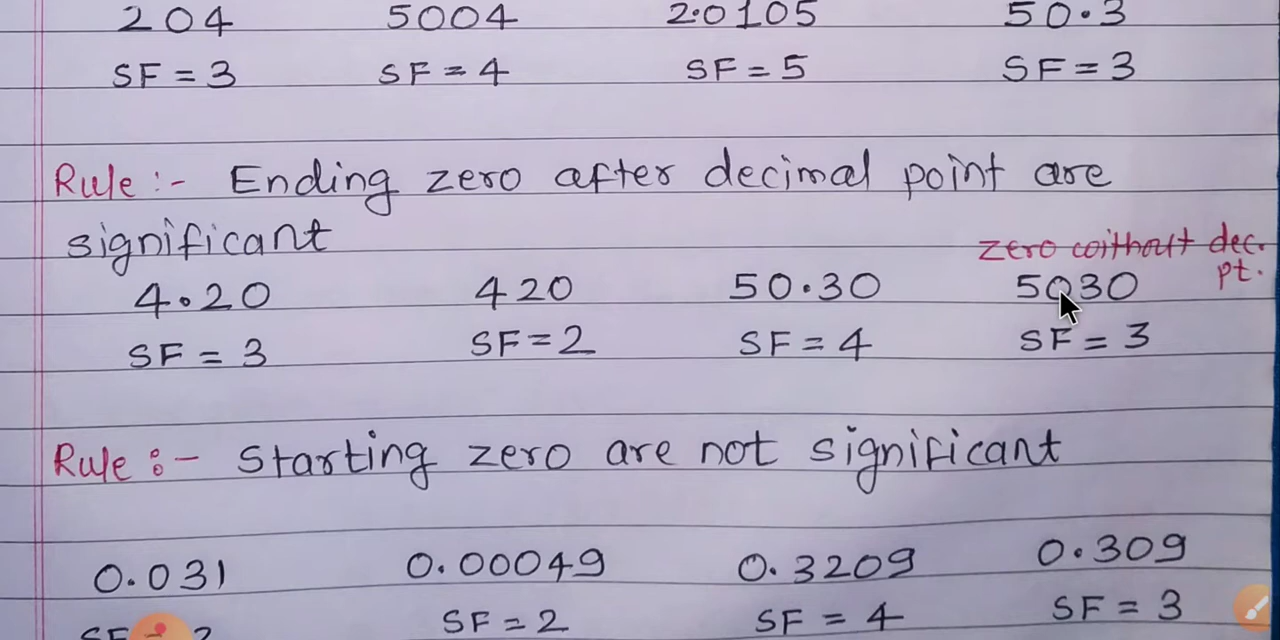 204 5004 2.0105 50.3
SF = 3 SF = 4 SF = 5 SF = 3
Rule :- Ending zero after decimal point are
significant
zero without dec.
pt.
4.20 420 50.30 5030
SF = 3 SF = 2 SF = 4 SF = 3
Rule :- Starting zero are not significant
0.031 0.00049 0.3209 0.309
SF = 2 SF = 4 SF = 3